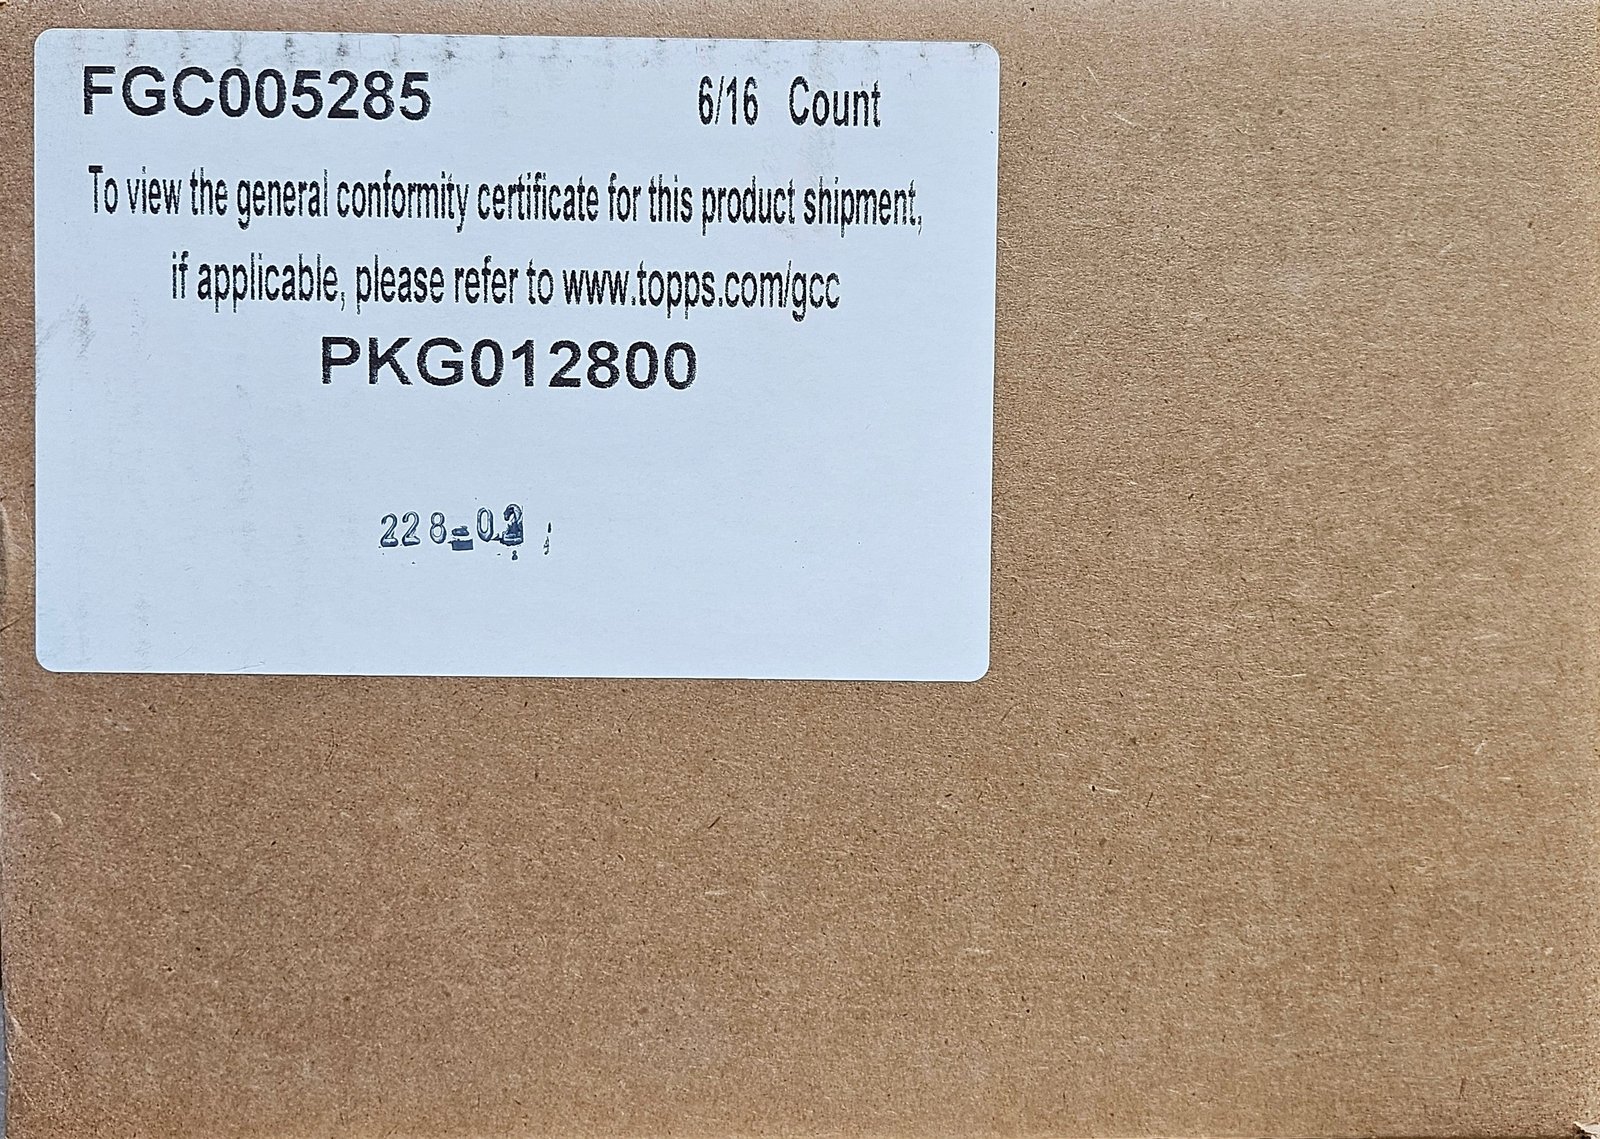 FGC005285 6/16 Count
To view the general conformity certificate for this product shipment,
if applicable, please refer to www.topps.com/gcc
PKG012800